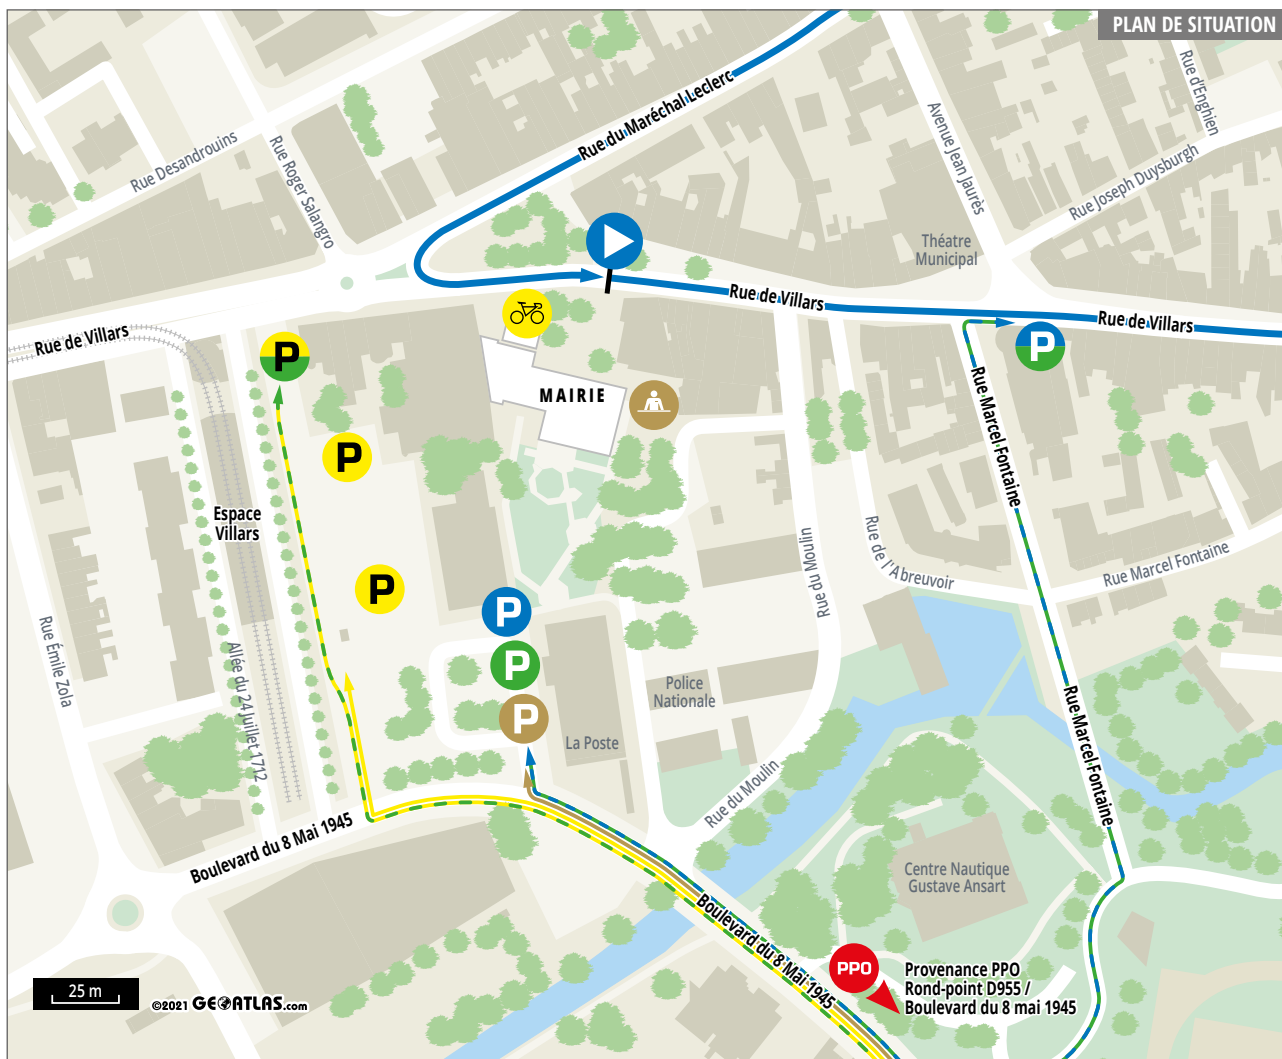 PLAN DE SITUATION
Rue d'Enghien
Rue du Maréchal Leclerc
Avenue Jean Jaurès
Rue Desandrouins
Rue Roger Salangro
Rue Joseph Duysburgh
Théatre
Municipal
Rue de Villars
Rue de Villars
Rue de Villars
P
P
MAIRIE
Rue Marcel Fontaine
P
Espace
Villars
Rue du Moulin
Rue de l'Abreuvoir
Rue Marcel Fontaine
P
P
P
P
Rue Émile Zola
Allée du 24 Juillet 1712
Police
Nationale
La Poste
Rue Marcel Fontaine
Rue du Moulin
Boulevard du 8 Mai 1945
Centre Nautique
Gustave Ansart
Boulevard du 8 Mai 1945
PPO
Provenance PPO
Rond-point D955 /
Boulevard du 8 mai 1945
25 m
©2021 GEOATLAS.com